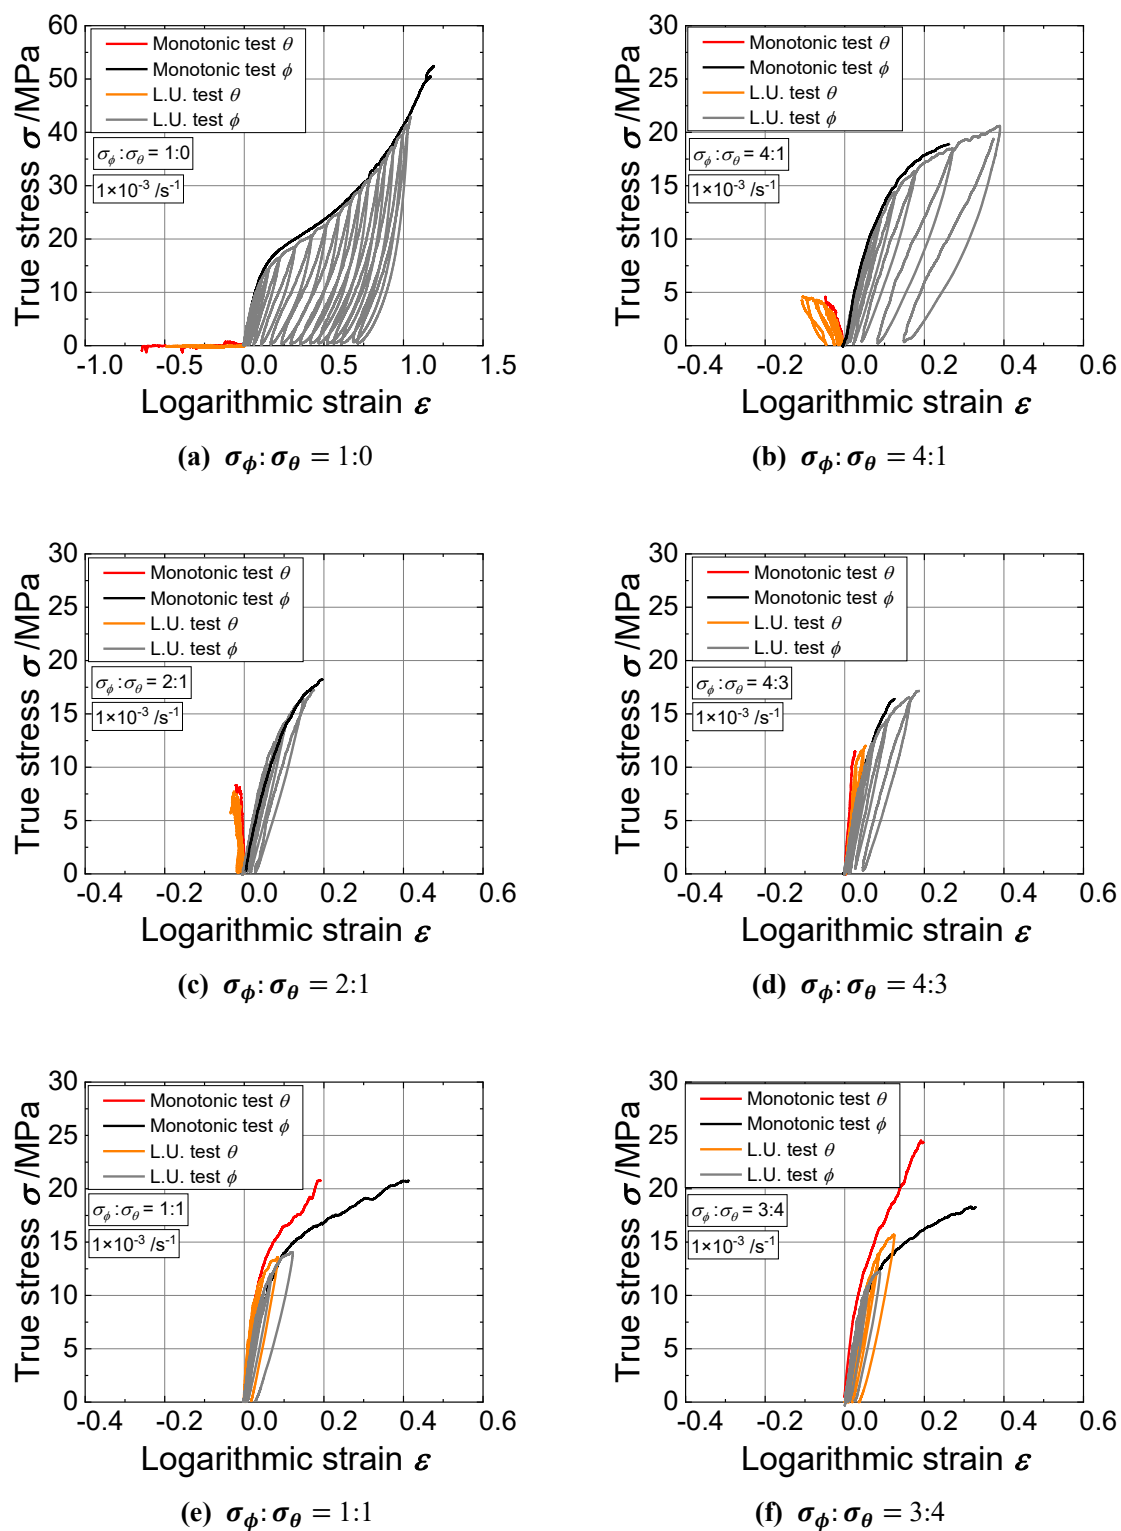 60
50
40
30
20
10
0
True stress σ /MPa
Monotonic test θ
Monotonic test ϕ
L.U. test θ
L.U. test ϕ
σϕ:σθ = 1:0
1×10⁻³ /s⁻¹
-1.0 -0.5 0.0 0.5 1.0 1.5
Logarithmic strain ε
(a) σϕ:σθ = 1:0
30
25
20
15
10
5
0
True stress σ /MPa
Monotonic test θ
Monotonic test ϕ
L.U. test θ
L.U. test ϕ
σϕ:σθ = 4:1
1×10⁻³ /s⁻¹
-0.4 -0.2 0.0 0.2 0.4 0.6
Logarithmic strain ε
(b) σϕ:σθ = 4:1
30
25
20
15
10
5
0
True stress σ /MPa
Monotonic test θ
Monotonic test ϕ
L.U. test θ
L.U. test ϕ
σϕ:σθ = 2:1
1×10⁻³ /s⁻¹
-0.4 -0.2 0.0 0.2 0.4 0.6
Logarithmic strain ε
(c) σϕ:σθ = 2:1
30
25
20
15
10
5
0
True stress σ /MPa
Monotonic test θ
Monotonic test ϕ
L.U. test θ
L.U. test ϕ
σϕ:σθ = 4:3
1×10⁻³ /s⁻¹
-0.4 -0.2 0.0 0.2 0.4 0.6
Logarithmic strain ε
(d) σϕ:σθ = 4:3
30
25
20
15
10
5
0
True stress σ /MPa
Monotonic test θ
Monotonic test ϕ
L.U. test θ
L.U. test ϕ
σϕ:σθ = 1:1
1×10⁻³ /s⁻¹
-0.4 -0.2 0.0 0.2 0.4 0.6
Logarithmic strain ε
(e) σϕ:σθ = 1:1
30
25
20
15
10
5
0
True stress σ /MPa
Monotonic test θ
Monotonic test ϕ
L.U. test θ
L.U. test ϕ
σϕ:σθ = 3:4
1×10⁻³ /s⁻¹
-0.4 -0.2 0.0 0.2 0.4 0.6
Logarithmic strain ε
(f) σϕ:σθ = 3:4